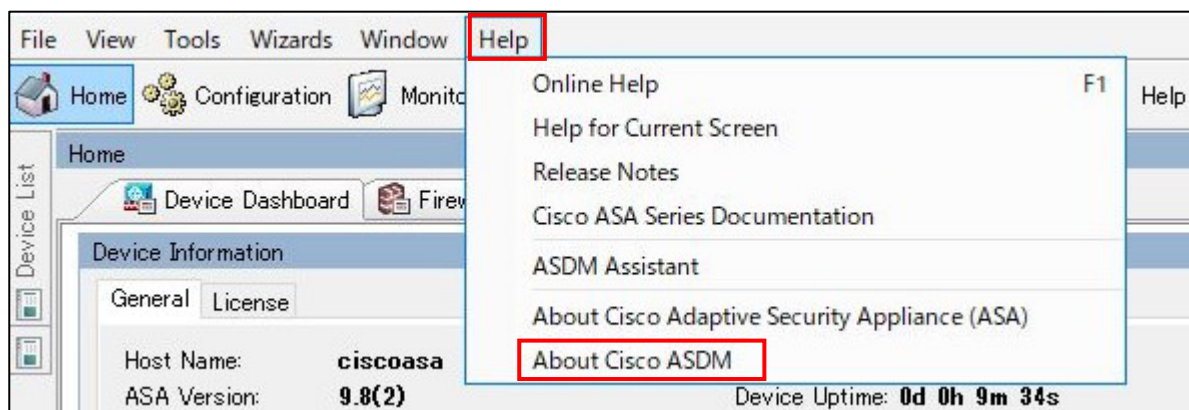 File View Tools Wizards Window Help
Home Configuration Monito Help
Online Help F1
Help for Current Screen
Release Notes
Cisco ASA Series Documentation
ASDM Assistant
About Cisco Adaptive Security Appliance (ASA)
About Cisco ASDM
Device List
Home
Device Dashboard Firew
Device Information
General License
Host Name: ciscoasa
ASA Version: 9.8(2) Device Uptime: 0d 0h 9m 34s